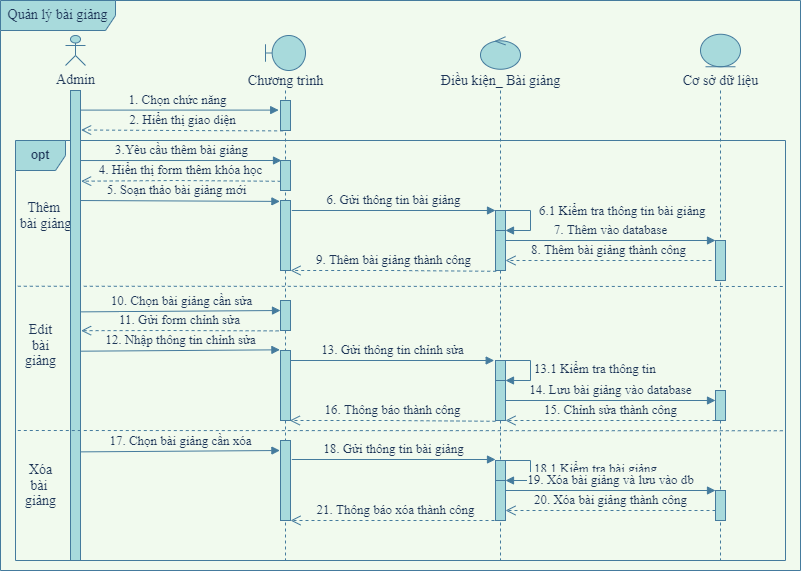 Quản lý bài giảng
Admin
Chương trình
Điều kiện_ Bài giảng
Cơ sở dữ liệu
1. Chọn chức năng
2. Hiển thị giao diện
opt
3.Yêu cầu thêm bài giảng
4. Hiển thị form thêm khóa học
5. Soạn thảo bài giảng mới
Thêm
bài giảng
6. Gửi thông tin bài giảng
6.1 Kiểm tra thông tin bài giảng
7. Thêm vào database
8. Thêm bài giảng thành công
9. Thêm bài giảng thành công
10. Chọn bài giảng cần sửa
11. Gửi form chỉnh sửa
12. Nhập thông tin chỉnh sửa
Edit
bài
giảng
13. Gửi thông tin chỉnh sửa
13.1 Kiểm tra thông tin
14. Lưu bài giảng vào database
15. Chỉnh sửa thành công
16. Thông báo thành công
17. Chọn bài giảng cần xóa
Xóa
bài
giảng
18. Gửi thông tin bài giảng
18.1 Kiểm tra bài giảng
19. Xóa bài giảng và lưu vào db
20. Xóa bài giảng thành công
21. Thông báo xóa thành công